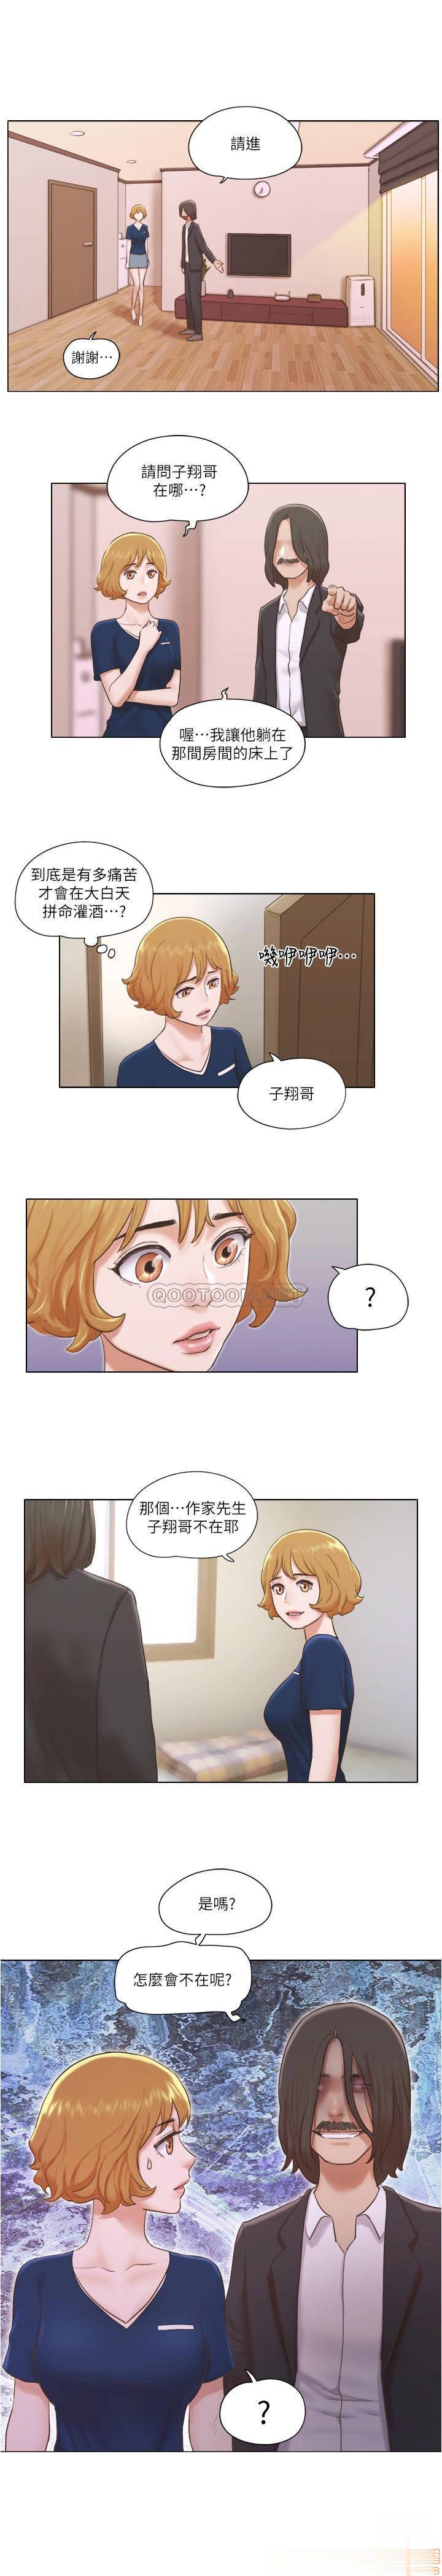 請進
謝謝⋯
請問子翔哥
在哪⋯?
喔⋯我讓他躺在
那間房間的床上了
到底是有多痛苦
才會在大白天
拼命灌酒⋯?
嘰咿咿咿⋯
子翔哥
QOOTOON.NET
?
那個⋯作家先生
子翔哥不在耶
是嗎?
怎麼會不在呢?
?